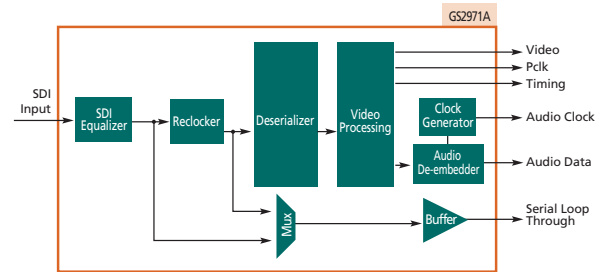 GS2971A
SDI
Input
SDI
Equalizer
Reclocker
Deserializer
Video
Processing
Clock
Generator
Audio
De-embedder
Mux
Buffer
Video
Pclk
Timing
Audio Clock
Audio Data
Serial Loop
Through